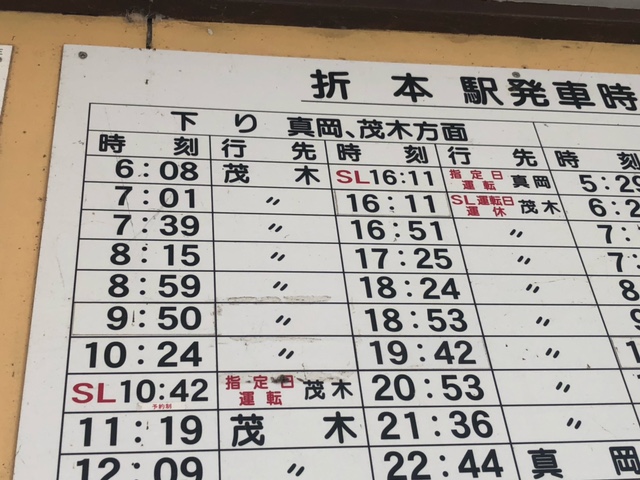 折本駅発車時
下り 真岡、茂木方面
時刻 行先 時刻 行先 時刻
6:08 茂木 SL16:11 指定日運転 真岡 5:29
7:01 〃 16:11 SL運転日運休 茂木 6:2
7:39 〃 16:51 〃 7:
8:15 〃 17:25 〃 7:
8:59 〃 18:24 〃 8
9:50 〃 18:53 〃 9
10:24 〃 19:42 〃 1
SL10:42 予約制 指定日運転 茂木 20:53 〃
11:19 茂木 21:36 〃
12:09 〃 22:44 真岡